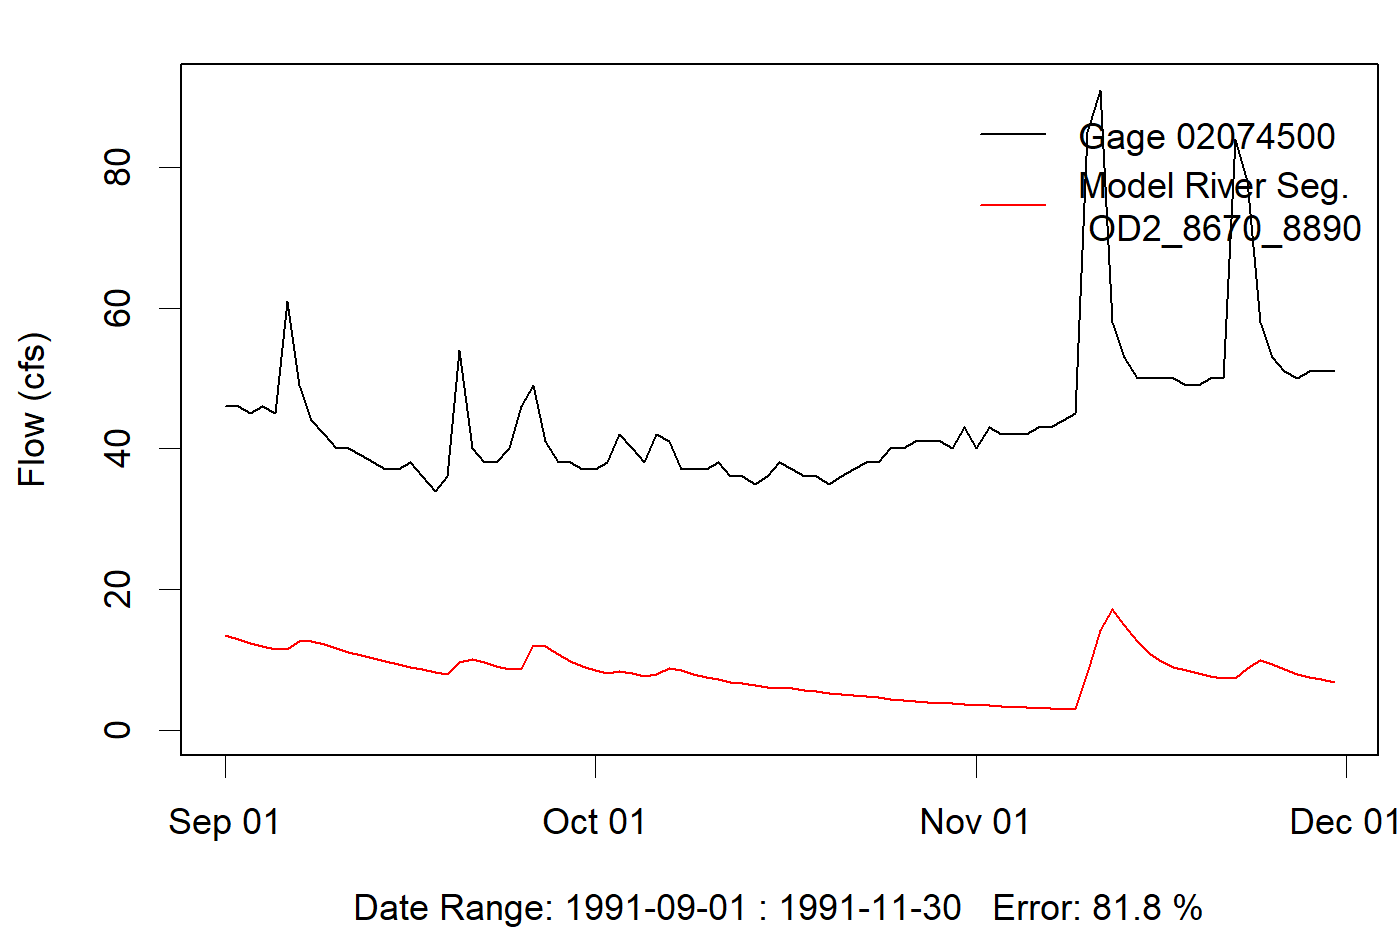 Gage 02074500
Model River Seg.
OD2_8670_8890
Flow (cfs)
80
60
40
20
0
Sep 01 Oct 01 Nov 01 Dec 01
Date Range: 1991-09-01 : 1991-11-30 Error: 81.8 %